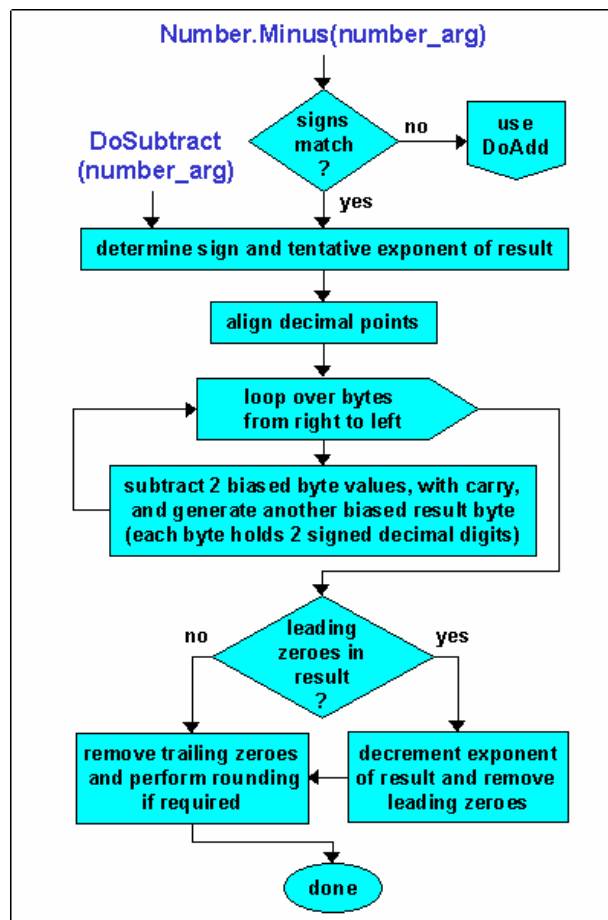 Number.Minus(number_arg)
signs
match
?
no
use
DoAdd
DoSubtract
(number_arg)
yes
determine sign and tentative exponent of result
align decimal points
loop over bytes
from right to left
subtract 2 biased byte values, with carry,
and generate another biased result byte
(each byte holds 2 signed decimal digits)
no
leading
zeroes in
result
?
yes
remove trailing zeroes
and perform rounding
if required
decrement exponent
of result and remove
leading zeroes
done